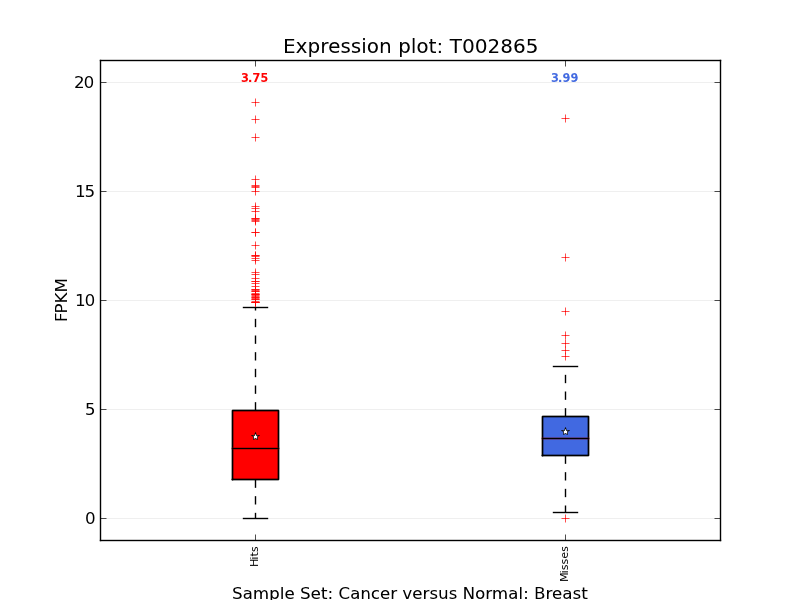 Expression plot: T002865
3.75
3.99
20
15
10
5
0
FPKM
Hits
Misses
Sample Set: Cancer versus Normal: Breast